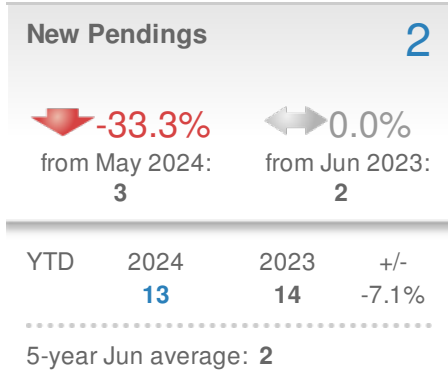 New Pendings 2
-33.3% 0.0%
from May 2024: from Jun 2023:
3 2
YTD 2024 2023 +/-
13 14 -7.1%
5-year Jun average: 2